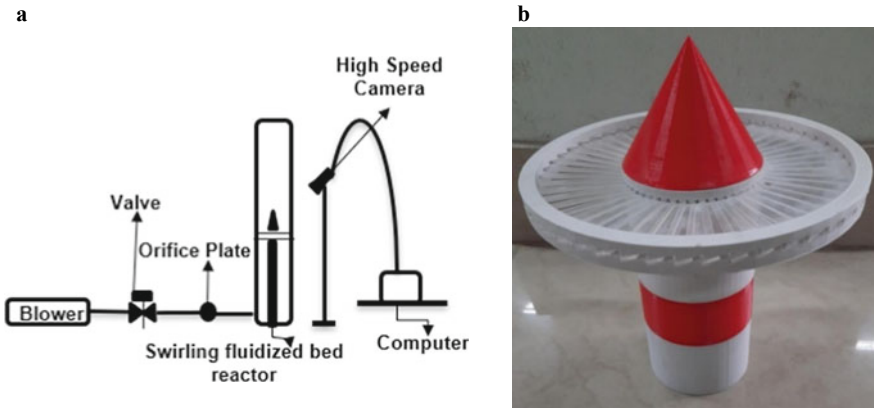 a
b
High Speed
Camera
Valve
Orifice Plate
Blower
Swirling fluidized bed
reactor
Computer